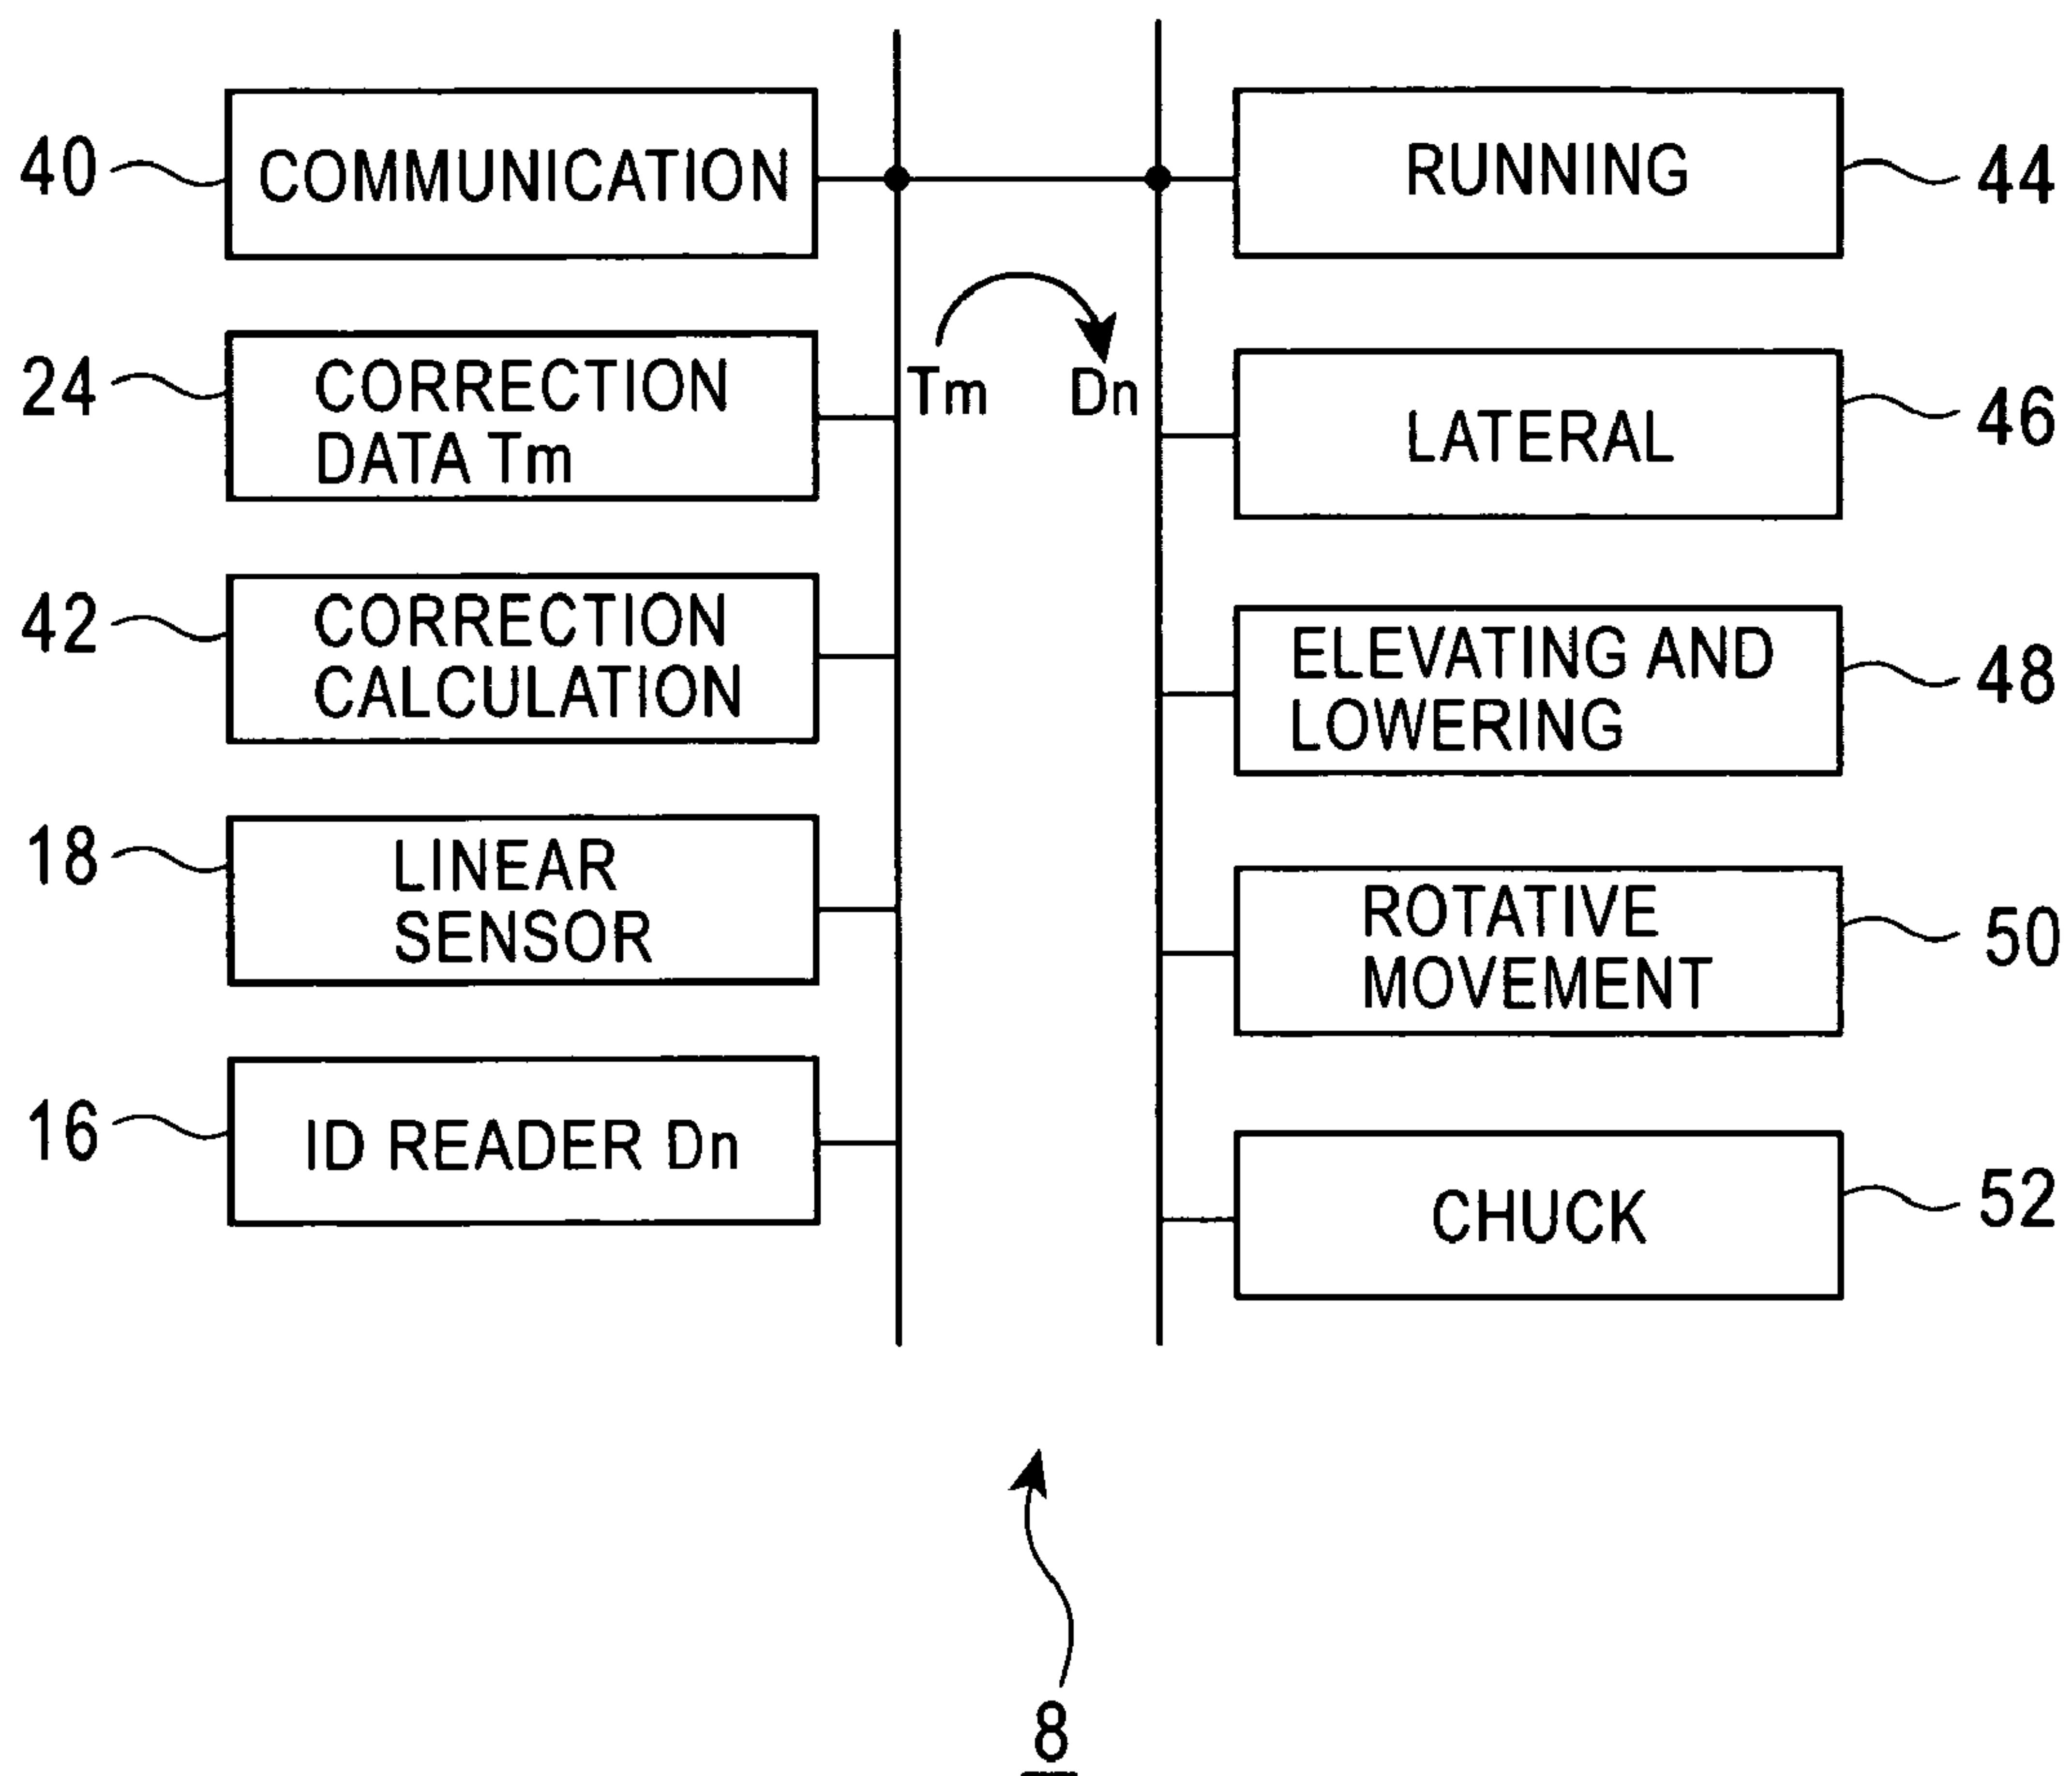 40
COMMUNICATION
24
CORRECTION
DATA Tm
42
CORRECTION
CALCULATION
18
LINEAR
SENSOR
16
ID READER Dn
Tm Dn
RUNNING
44
LATERAL
46
ELEVATING AND
LOWERING
48
ROTATIVE
MOVEMENT
50
CHUCK
52
8